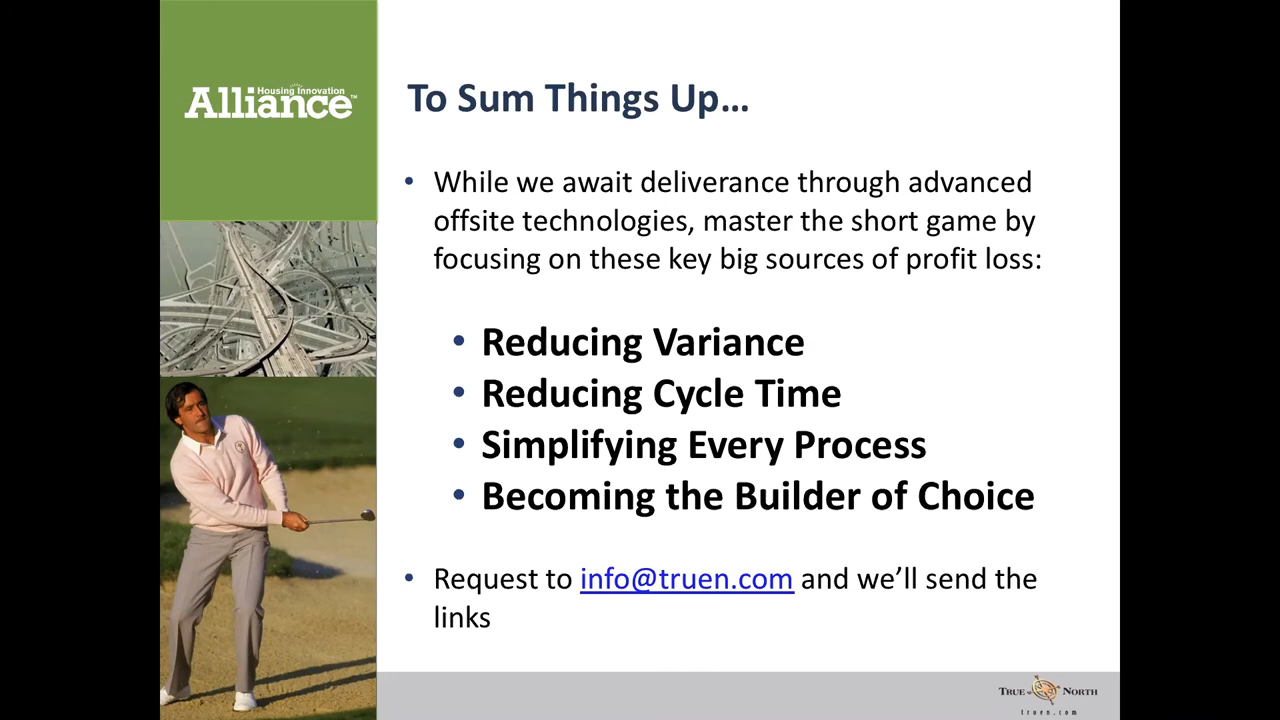 Housing Innovation
Alliance™
To Sum Things Up…
• While we await deliverance through advanced
offsite technologies, master the short game by
focusing on these key big sources of profit loss:
• Reducing Variance
• Reducing Cycle Time
• Simplifying Every Process
• Becoming the Builder of Choice
• Request to info@truen.com and we’ll send the
links
TRUE NORTH
truen.com